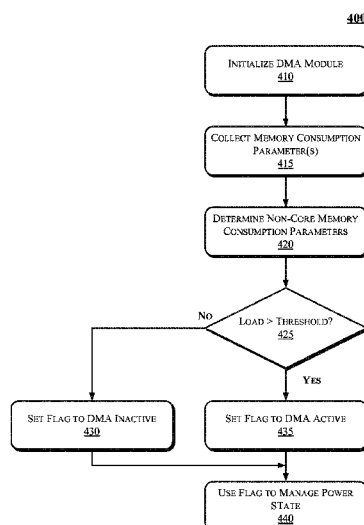 400
INITIALIZE DMA MODULE
410
COLLECT MEMORY CONSUMPTION
PARAMETER(S)
415
DETERMINE NON-CORE MEMORY
CONSUMPTION PARAMETERS
420
LOAD > THRESHOLD?
425
NO
YES
SET FLAG TO DMA INACTIVE
430
SET FLAG TO DMA ACTIVE
435
USE FLAG TO MANAGE POWER
STATE
440